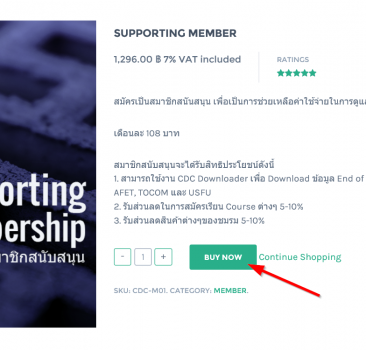 SUPPORTING MEMBER
1,296.00 ฿ 7% VAT included
RATINGS
สมัครเป็นสมาชิกสนันสนุน เพื่อเป็นการช่วยเหลือค่าใช้จ่ายในการดูแ
เดือนละ 108 บาท
สมาชิกสนับสนุนจะได้รับสิทธิประโยชน์ดังนี้
1. สามารถใช้งาน CDC Downloader เพื่อ Download ข้อมูล End of
AFET, TOCOM และ USFU
2. รับส่วนลดในการสมัครเรียน Course ต่างๆ 5-10%
3. รับส่วนลดสินค้าต่างๆของชมรม 5-10%
- 1 + BUY NOW Continue Shopping
SKU: CDC-M01. CATEGORY: MEMBER.
orting
bership
มาชิกสนับสนุน